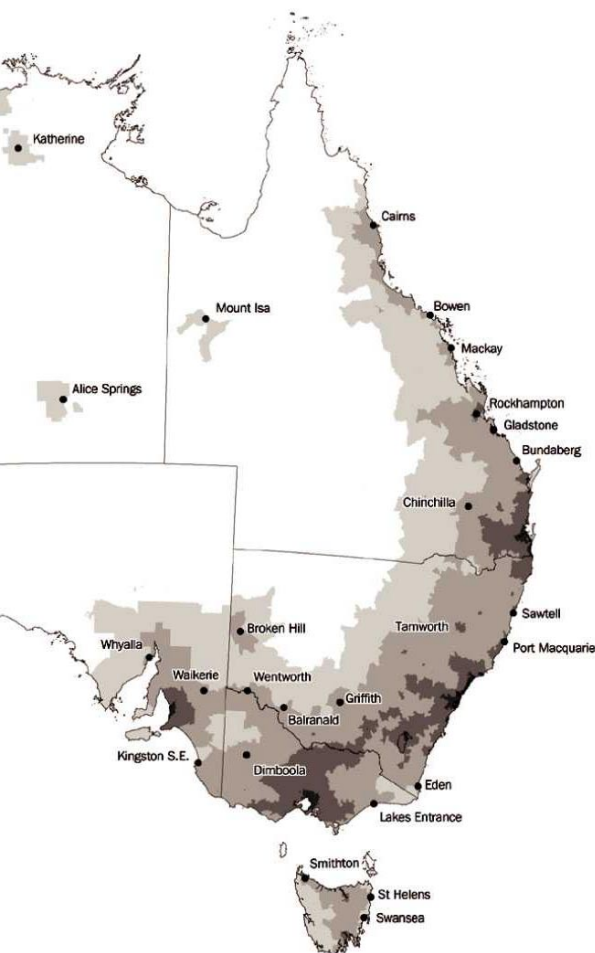 Katherine
Cairns
Mount Isa
Bowen
Mackay
Alice Springs
Rockhampton
Gladstone
Bundaberg
Chinchilla
Sawtell
Broken Hill
Tamworth
Port Macquarie
Whyalla
Waikerie
Wentworth
Griffith
Balranald
Kingston S.E.
Dimboola
Eden
Lakes Entrance
Smithton
St Helens
Swansea